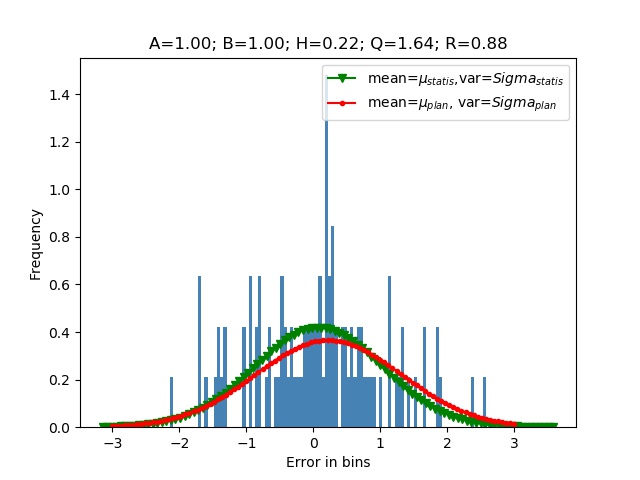 A=1.00; B=1.00; H=0.22; Q=1.64; R=0.88
mean=μstatis,var=Sigmastatis
mean=μplan, var=Sigmaplan
1.4
1.2
1.0
0.8
0.6
0.4
0.2
0.0
Frequency
−3 −2 −1 0 1 2 3
Error in bins